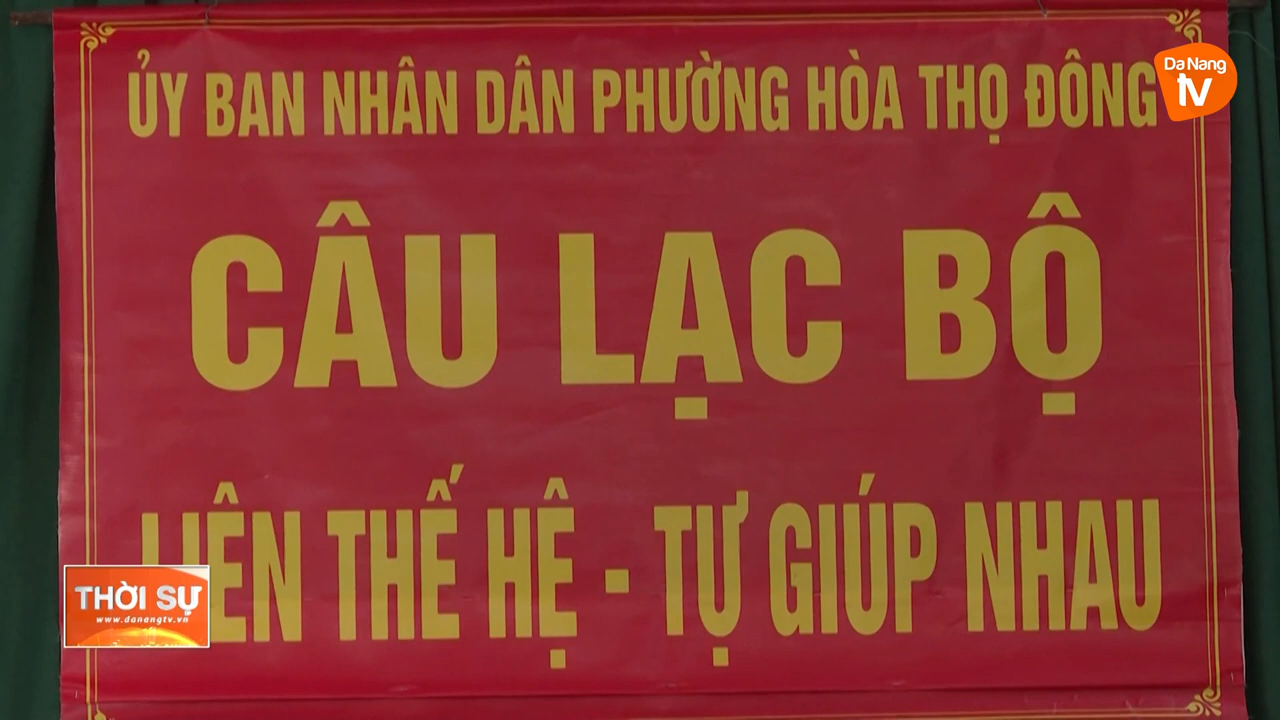 Da Nang
tv
ỦY BAN NHÂN DÂN PHƯỜNG HÒA THỌ ĐÔNG
CÂU LẠC BỘ
LIÊN THẾ HỆ - TỰ GIÚP NHAU
THỜI SỰ
www.danangtv.vn